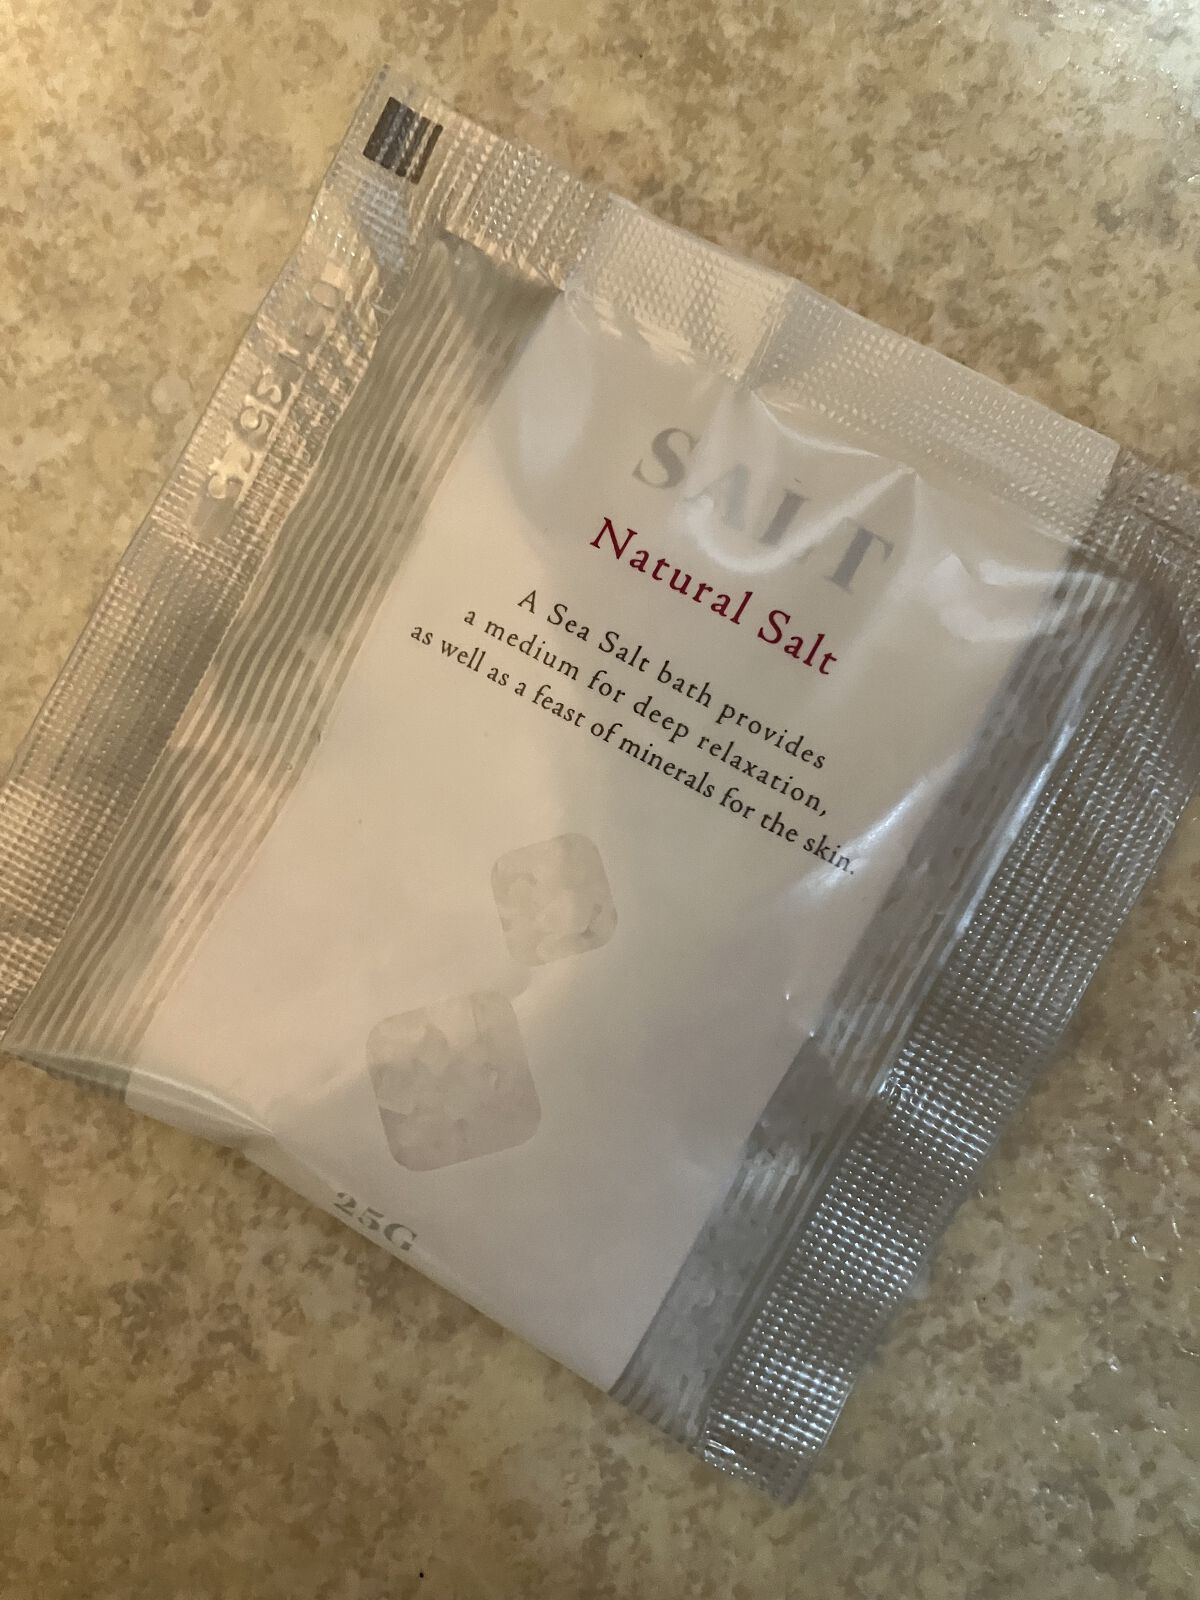 SALT
Natural Salt
A Sea Salt bath provides
a medium for deep relaxation,
as well as a feast of minerals for the skin.
25G